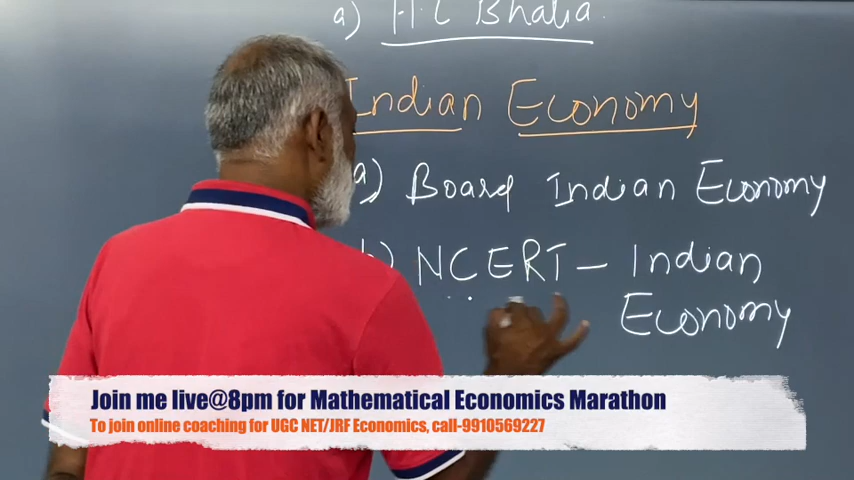 a) H.L Bhatia.
Indian Economy
a) Board Indian Economy
b) NCERT - Indian
Economy
Join me live@8pm for Mathematical Economics Marathon
To join online coaching for UGC NET/JRF Economics, call-9910569227